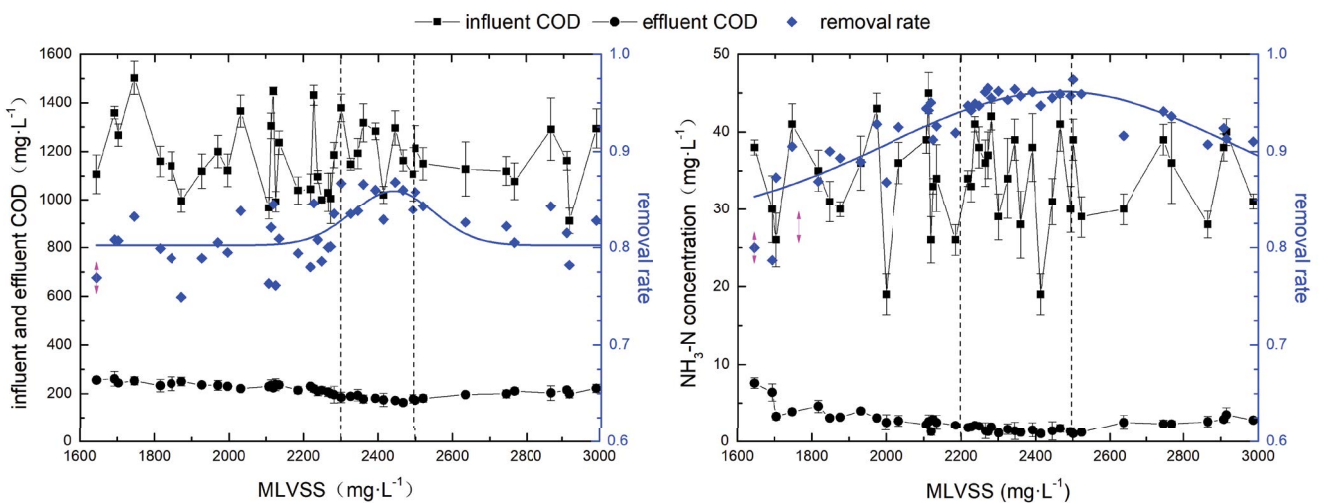 influent COD effluent COD removal rate
1600
1400
1200
1000
800
600
400
200
0
influent and effluent COD (mg·L⁻¹)
1.0
0.9
0.8
0.7
0.6
removal rate
1600 1800 2000 2200 2400 2600 2800 3000
MLVSS (mg·L⁻¹)
50
40
30
20
10
0
NH₃-N concentration (mg·L⁻¹)
1.0
0.9
0.8
0.7
0.6
removal rate
1600 1800 2000 2200 2400 2600 2800 3000
MLVSS (mg·L⁻¹)